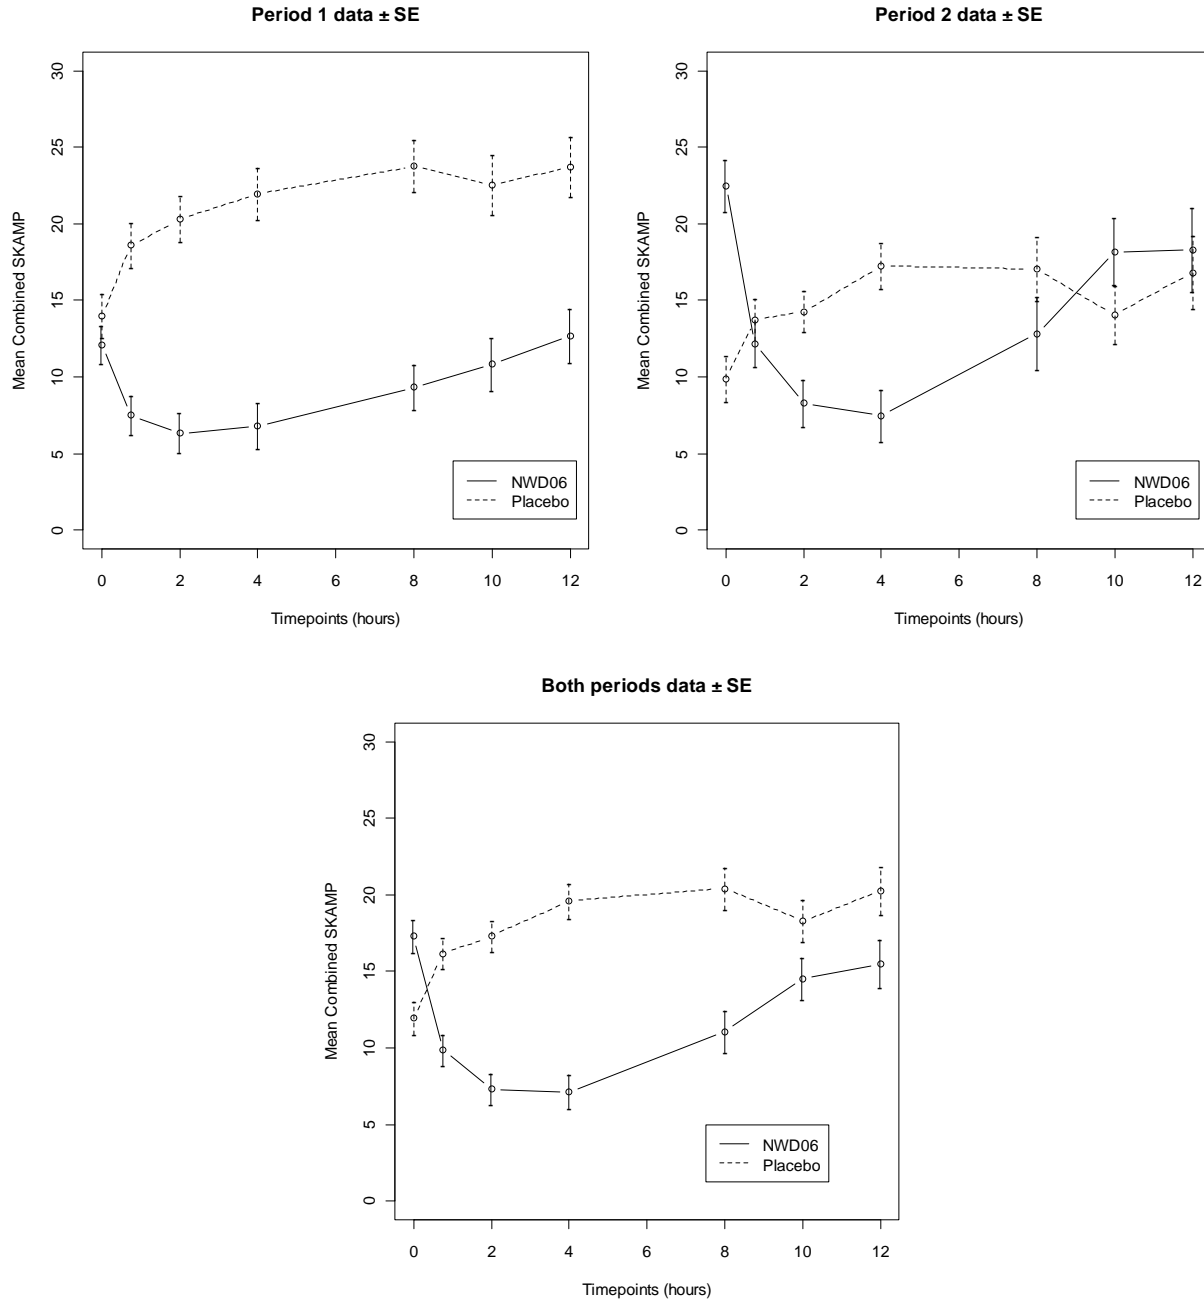 Period 1 data ± SE
Mean Combined SKAMP
30
25
20
15
10
5
0
NWD06
Placebo
0 2 4 6 8 10 12
Timepoints (hours)
Period 2 data ± SE
Mean Combined SKAMP
30
25
20
15
10
5
0
NWD06
Placebo
0 2 4 6 8 10 12
Timepoints (hours)
Both periods data ± SE
Mean Combined SKAMP
30
25
20
15
10
5
0
NWD06
Placebo
0 2 4 6 8 10 12
Timepoints (hours)